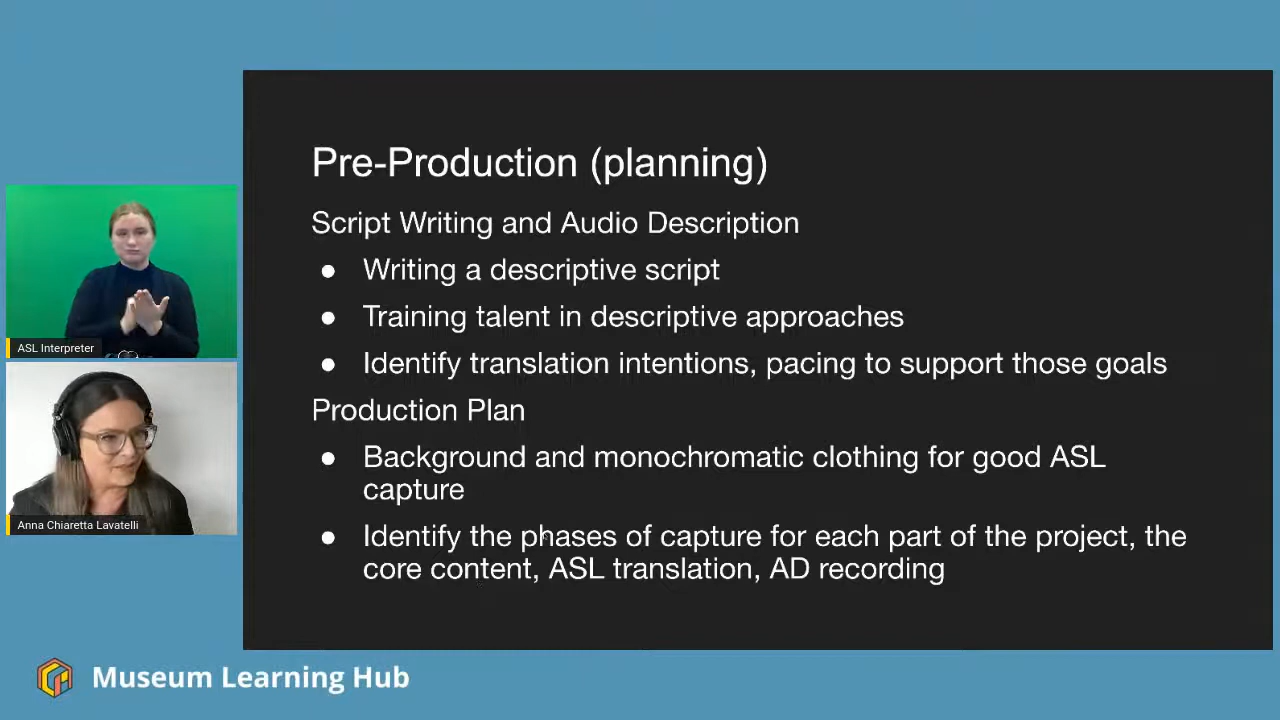 Pre-Production (planning)
Script Writing and Audio Description
● Writing a descriptive script
● Training talent in descriptive approaches
● Identify translation intentions, pacing to support those goals
Production Plan
● Background and monochromatic clothing for good ASL
capture
● Identify the phases of capture for each part of the project, the
core content, ASL translation, AD recording
ASL Interpreter
Anna Chiaretta Lavatelli
Museum Learning Hub